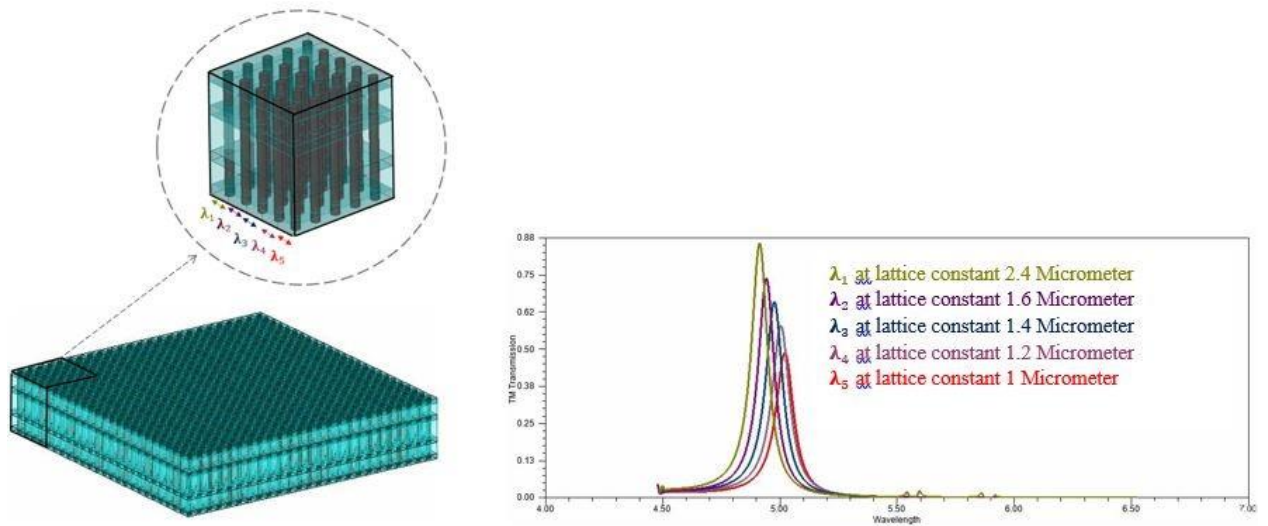 λ₁
λ₂
λ₃
λ₄
λ₅
λ₁ at lattice constant 2.4 Micrometer
λ₂ at lattice constant 1.6 Micrometer
λ₃ at lattice constant 1.4 Micrometer
λ₄ at lattice constant 1.2 Micrometer
λ₅ at lattice constant 1 Micrometer
TM Transmission
0.88
0.75
0.62
0.50
0.38
0.25
0.13
0.00
4.00 4.50 5.00 5.50 6.00 6.50 7.00
Wavelength